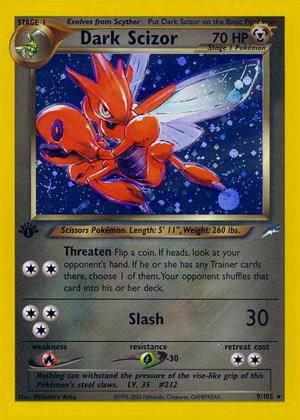 STAGE 1
Evolves from Scyther
Put Dark Scizor on the Basic Pokémon
Dark Scizor
70 HP
Stage 1 Pokémon
EDITION
1
Scissors Pokémon. Length: 5' 11", Weight: 260 lbs.
Threaten Flip a coin. If heads, look at your
opponent's hand. If he or she has any Trainer cards
there, choose 1 of them. Your opponent shuffles that
card into his or her deck.
Slash 30
weakness
resistance
retreat cost
-30
Nothing can withstand the pressure of the vise-like grip of this
Pokémon's steel claws. LV. 35 #212
Illus. Mitsuhiro Arita
©1995-2000 Nintendo, Creatures, GAMEFREAK.
9/105